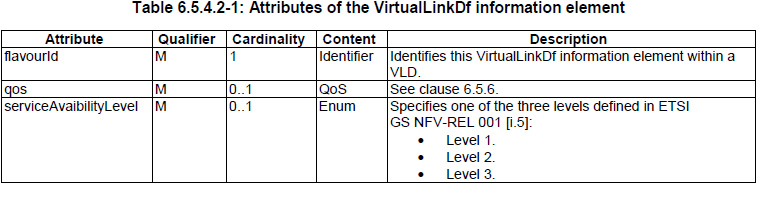 Table 6.5.4.2-1: Attributes of the VirtualLinkDf information element
Attribute Qualifier Cardinality Content Description
flavourId M 1 Identifier Identifies this VirtualLinkDf information element within a
VLD.
qos M 0..1 QoS See clause 6.5.6.
serviceAvaibilityLevel M 0..1 Enum Specifies one of the three levels defined in ETSI
GS NFV-REL 001 [i.5]:
• Level 1.
• Level 2.
• Level 3.